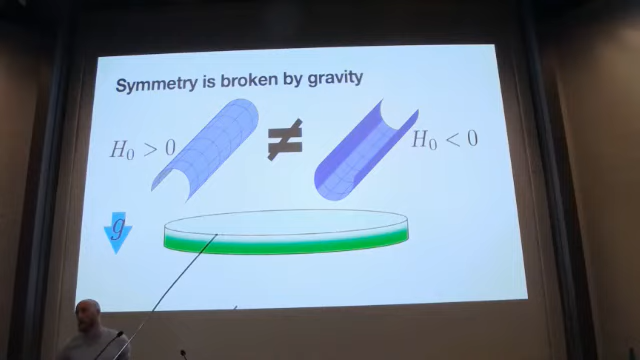 Symmetry is broken by gravity
H₀ > 0
≠
H₀ < 0
g